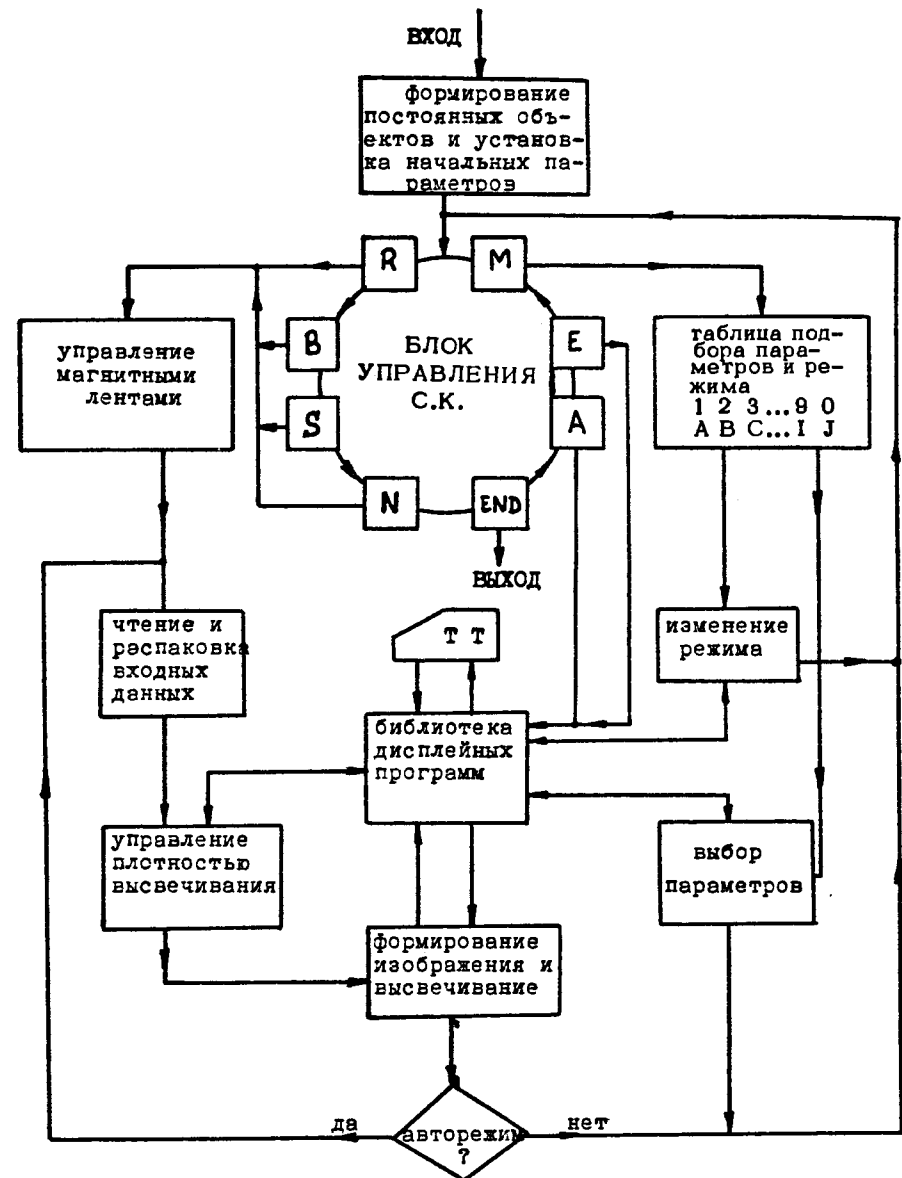 ВХОД
формирование
постоянных объ-
ектов и установ-
ка начальных па-
раметров
R
M
управление
магнитными
лентами
B
БЛОК
УПРАВЛЕНИЯ
С.К.
E
S
A
N
END
таблица под-
бора пара-
метров и ре-
жима
1 2 3...9 0
A B C...I J
ВЫХОД
чтение и
распаковка
входных
данных
Т Т
изменение
режима
библиотека
дисплейных
программ
управление
плотностью
высвечивания
выбор
параметров
формирование
изображения и
высвечивание
да
авторежим
?
нет